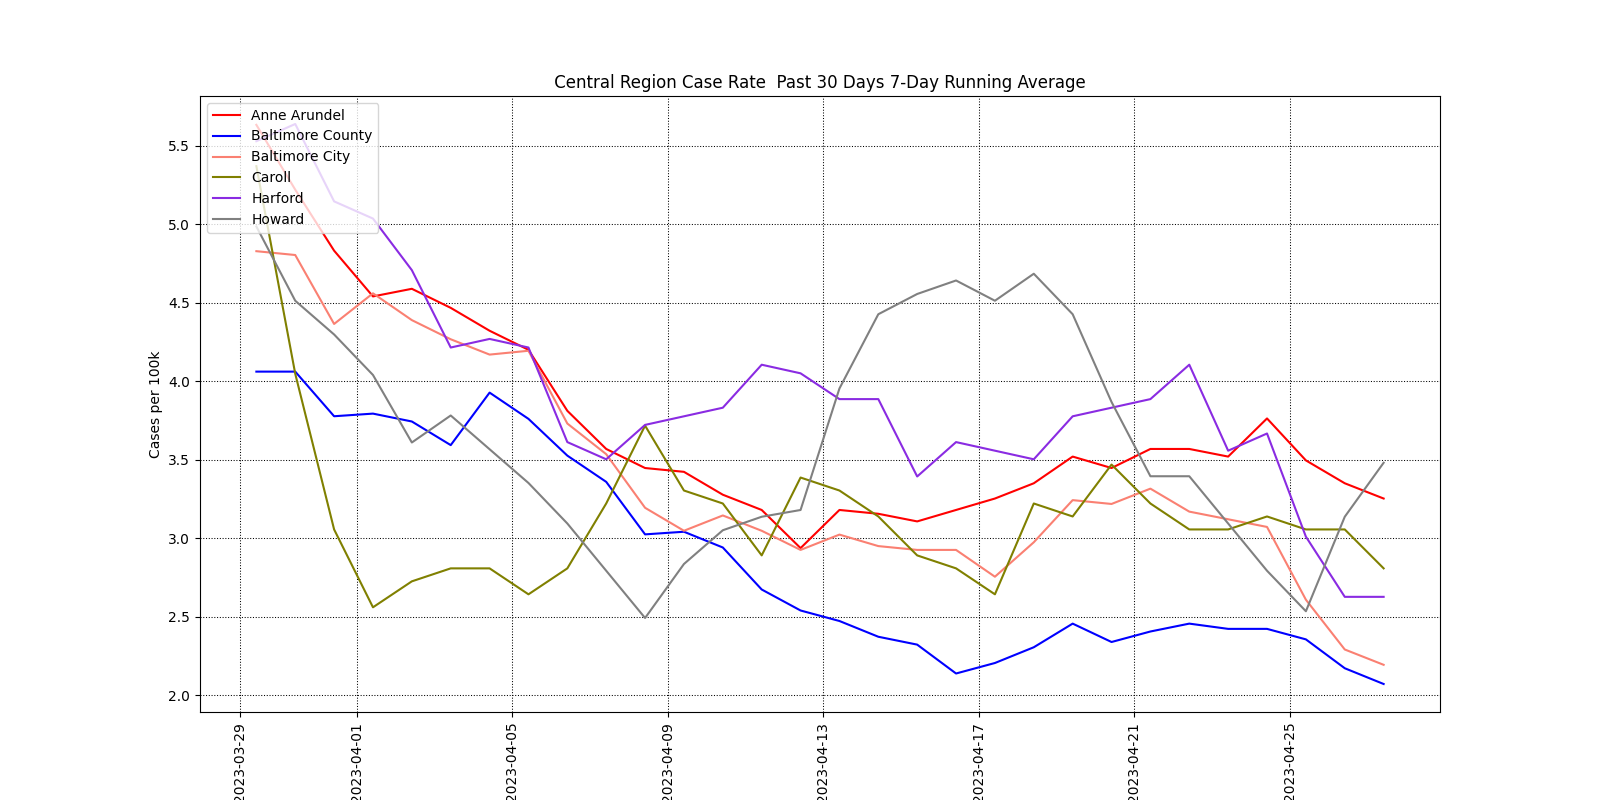 Central Region Case Rate  Past 30 Days 7-Day Running Average
Anne Arundel
Baltimore County
Baltimore City
Caroll
Harford
Howard
Cases per 100k
5.5
5.0
4.5
4.0
3.5
3.0
2.5
2.0
2023-03-29
2023-04-01
2023-04-05
2023-04-09
2023-04-13
2023-04-17
2023-04-21
2023-04-25